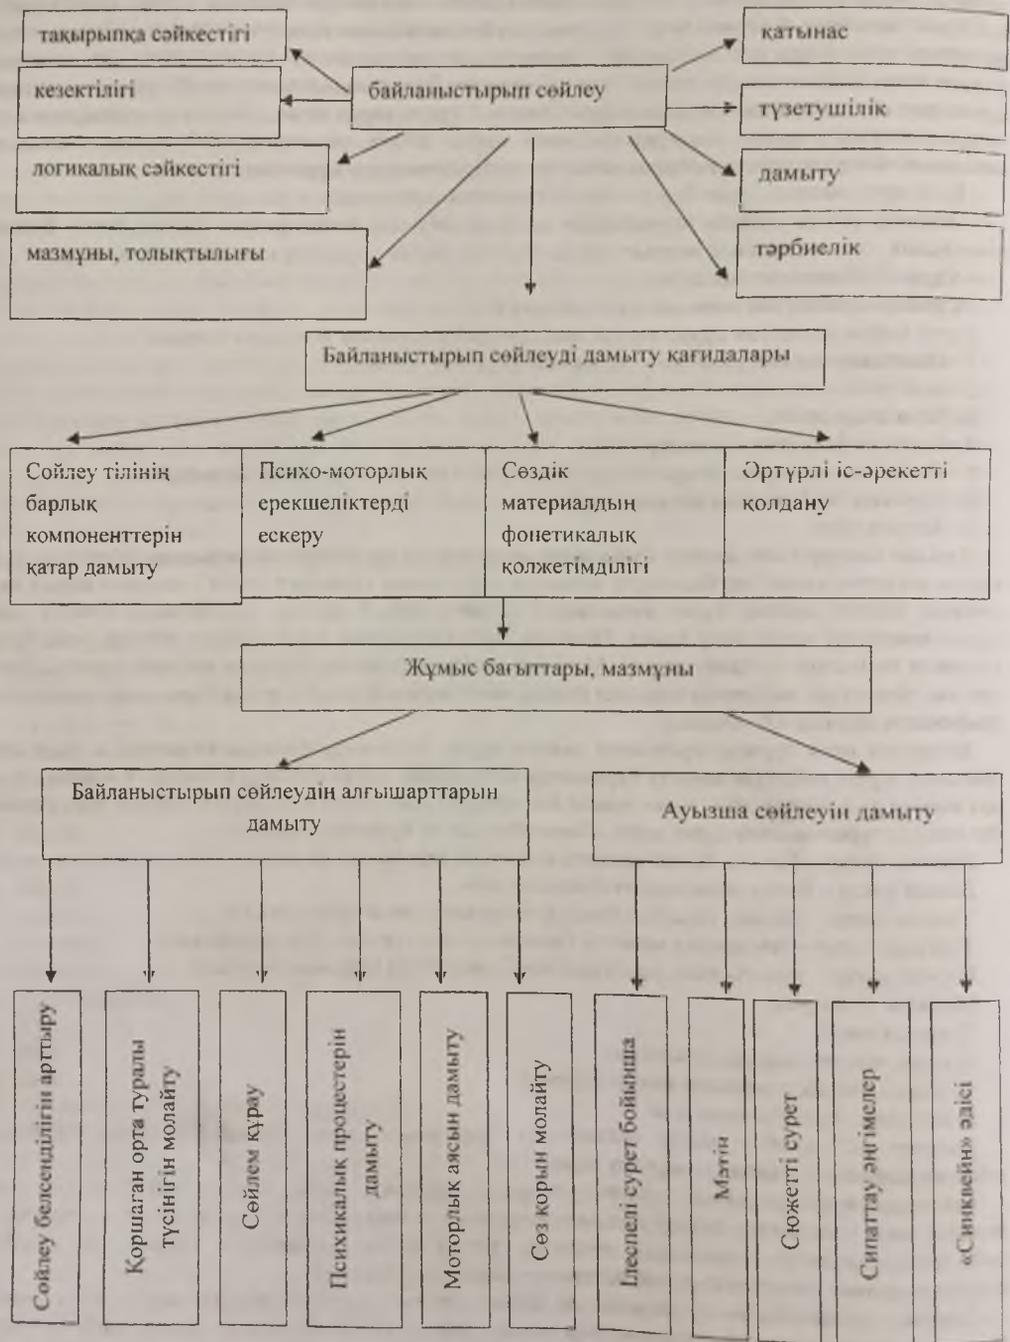 тақырыпқа сәйкестігі
қатынас
байланыстырып сөйлеу
кезектілігі
түзетушілік
логикалық сәйкестігі
дамыту
мазмұны, толықтылығы
тәрбиелік
Байланыстырып сөйлеуді дамыту қағидалары
Сөйлеу тілінің
барлық
компоненттерін
қатар дамыту
Психо-моторлық
ерекшеліктерді
ескеру
Сөздік
материалдың
фонетикалық
қолжетімділігі
Әртүрлі іс-әрекетті
қолдану
Жұмыс бағыттары, мазмұны
Байланыстырып сөйлеудің алғышарттарын
дамыту
Ауызша сөйлеуін дамыту
Сөйлеу белсенділігін арттыру
Қоршаған орта туралы
түсінігін молайту
Сөйлем құрау
Психикалық процестерін
дамыту
Моторлық аясын дамыту
Сөз қорын молайту
Ілеспелі сурет бойынша
Мәтін
Сюжетті сурет
Сипаттау әңгімелер
«Синквейн» әдісі